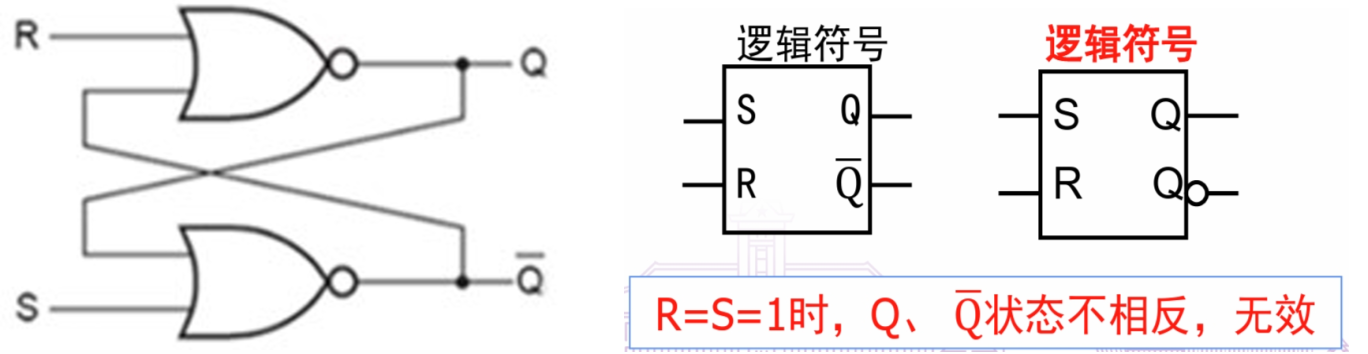 R
Q
Q̅
S
逻辑符号
S Q
R Q̅
逻辑符号
S Q
R Q
R=S=1时，Q、Q̅状态不相反，无效